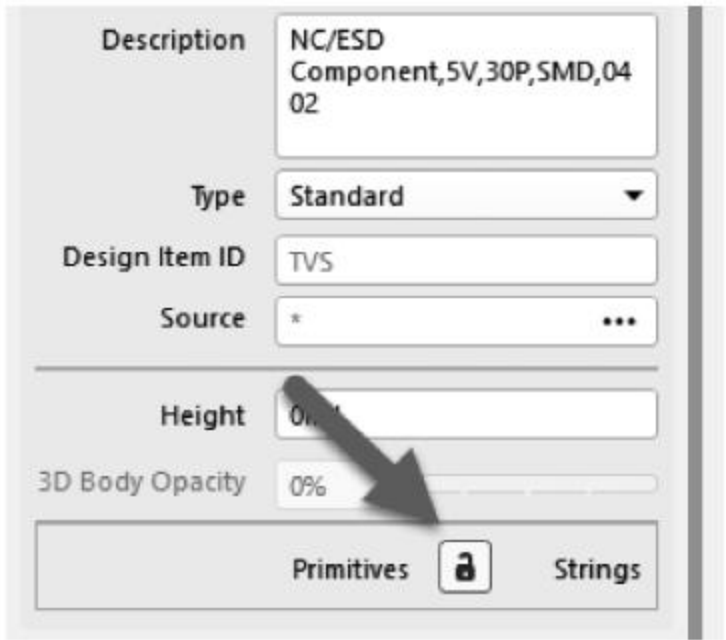 Description
NC/ESD
Component,5V,30P,SMD,04
02
Type
Standard
Design Item ID
TVS
Source
*
•••
Height
3D Body Opacity
0%
Primitives
Strings